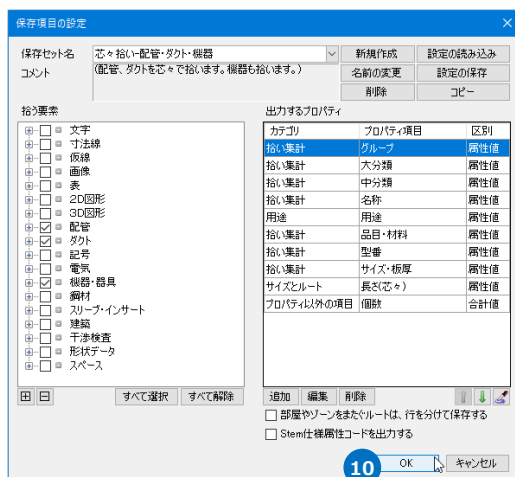 保存項目の設定
保存セット名 芯々拾い-配管・ダクト・機器 新規作成 設定の読み込み
コメント (配管、ダクトを芯々で拾います。機器も拾います。) 名前の変更 設定の保存
削除 コピー
拾う要素
文字
寸法線
仮線
画像
表
2D図形
3D図形
配管
ダクト
記号
電気
機器・器具
鋼材
スリーブ・インサート
建築
干渉検査
形状データ
スペース
すべて選択 すべて解除
出力するプロパティ
カテゴリ プロパティ項目 区別
拾い集計 グループ 属性値
拾い集計 大分類 属性値
拾い集計 中分類 属性値
拾い集計 名称 属性値
用途 用途 属性値
拾い集計 品目・材料 属性値
拾い集計 型番 属性値
拾い集計 サイズ・板厚 属性値
サイズとルート 長さ(芯々) 属性値
プロパティ以外の項目 個数 合計値
追加 編集 削除
部屋やゾーンをまたぐルートは、行を分けて保存する
Stem仕様属性コードを出力する
10 OK キャンセル